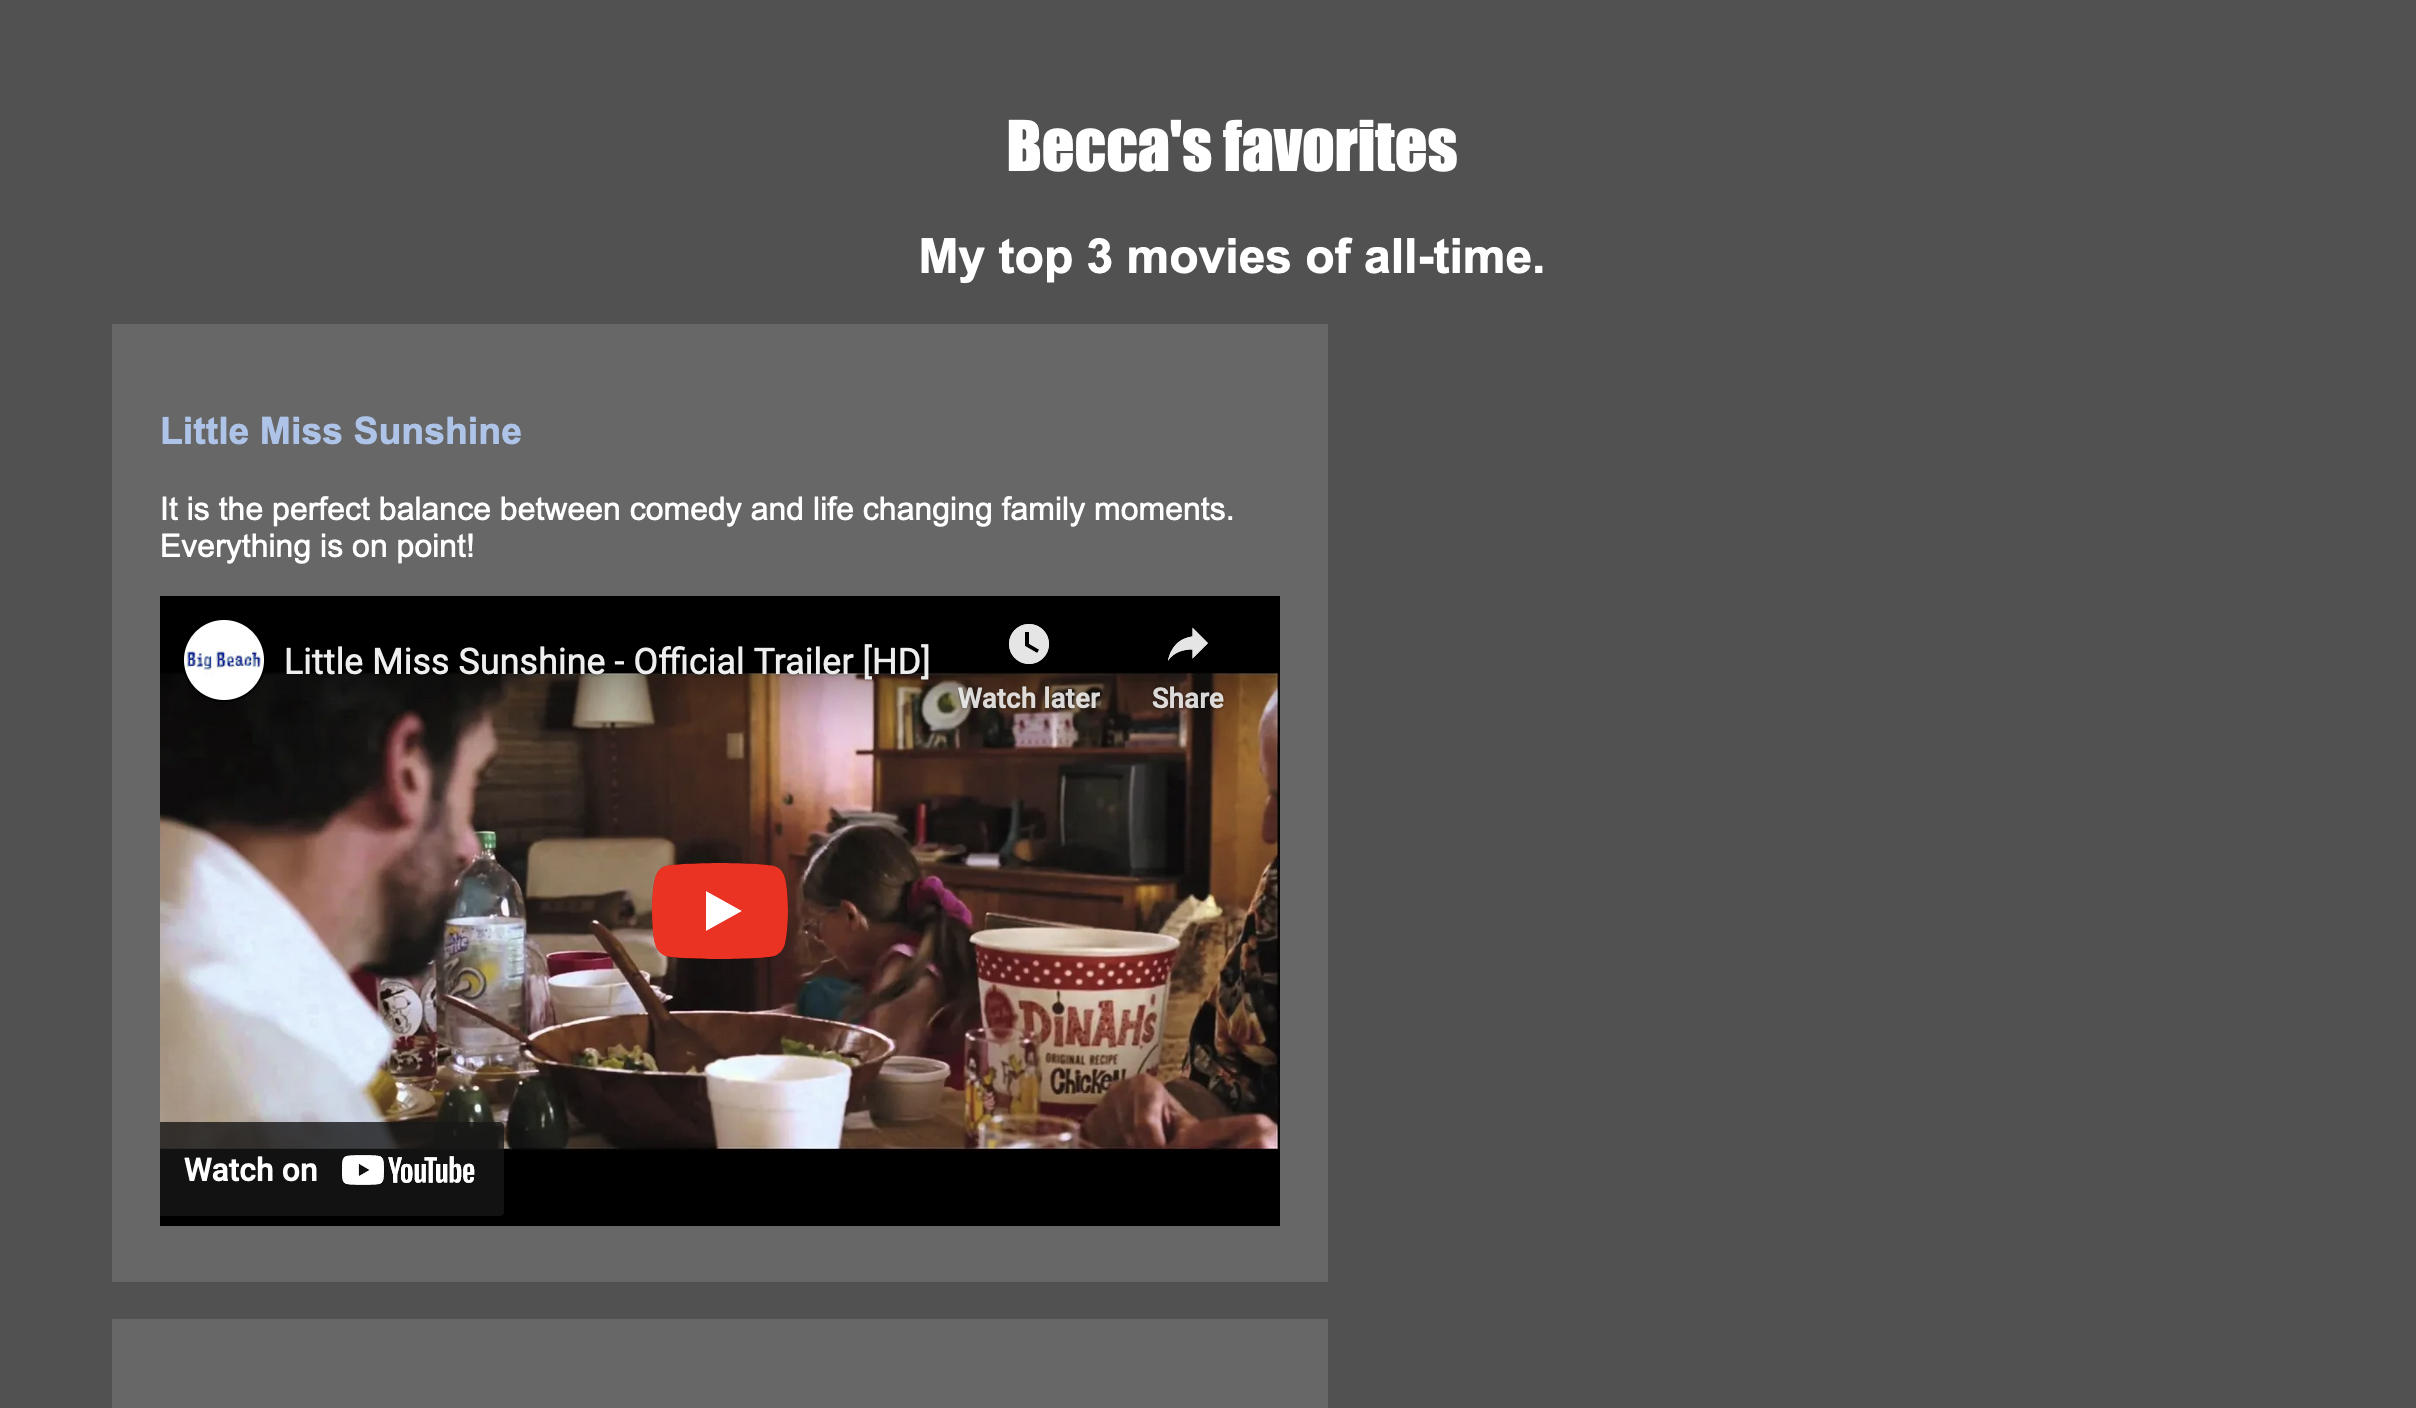 Becca's favorites
My top 3 movies of all-time.
Little Miss Sunshine
It is the perfect balance between comedy and life changing family moments.
Everything is on point!
Big Beach
Little Miss Sunshine - Official Trailer [HD]
Watch later
Share
DiNAH's
ORIGINAL RECIPE
Chicken
Watch on YouTube